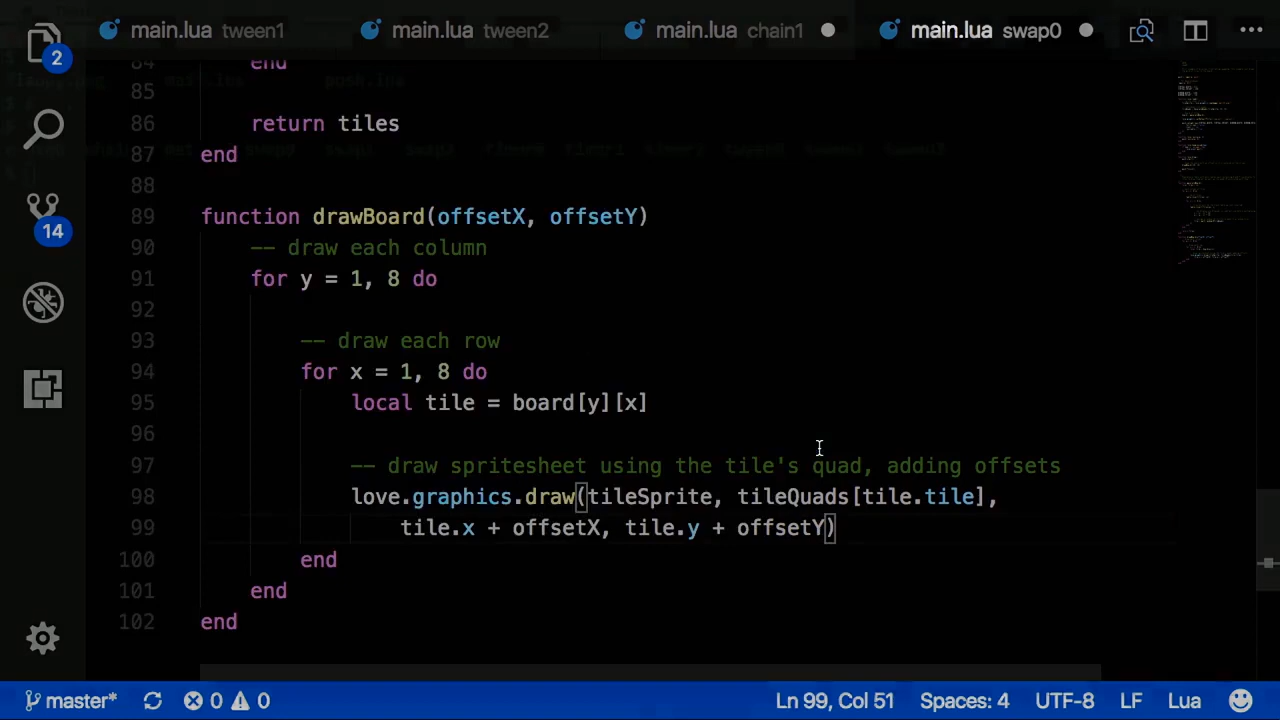 main.lua tween1 main.lua tween2 main.lua chain1 main.lua swap0
2
14
84 end
85
86 return tiles
87 end
88
89 function drawBoard(offsetX, offsetY)
90 -- draw each column
91 for y = 1, 8 do
92
93 -- draw each row
94 for x = 1, 8 do
95 local tile = board[y][x]
96
97 -- draw spritesheet using the tile's quad, adding offsets
98 love.graphics.draw(tileSprite, tileQuads[tile.tile],
99 tile.x + offsetX, tile.y + offsetY)
100 end
101 end
102 end
master* 0 0 Ln 99, Col 51 Spaces: 4 UTF-8 LF Lua